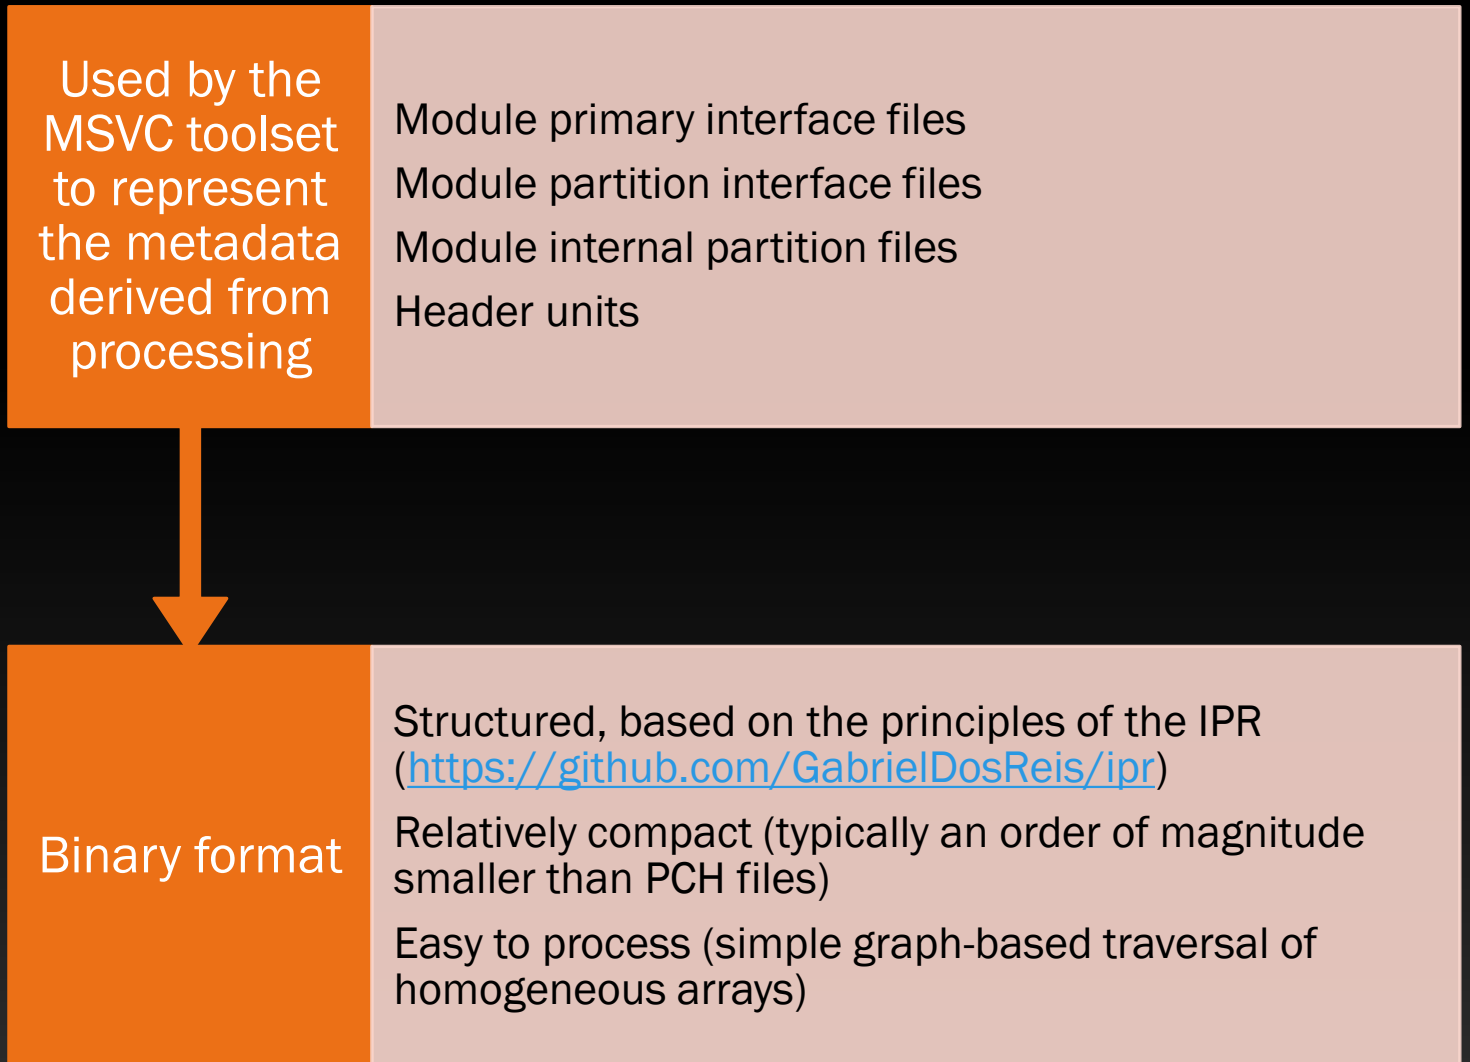 Used by the
MSVC toolset
to represent
the metadata
derived from
processing
Module primary interface files
Module partition interface files
Module internal partition files
Header units
Binary format
Structured, based on the principles of the IPR
(https://github.com/GabrielDosReis/ipr)
Relatively compact (typically an order of magnitude
smaller than PCH files)
Easy to process (simple graph-based traversal of
homogeneous arrays)